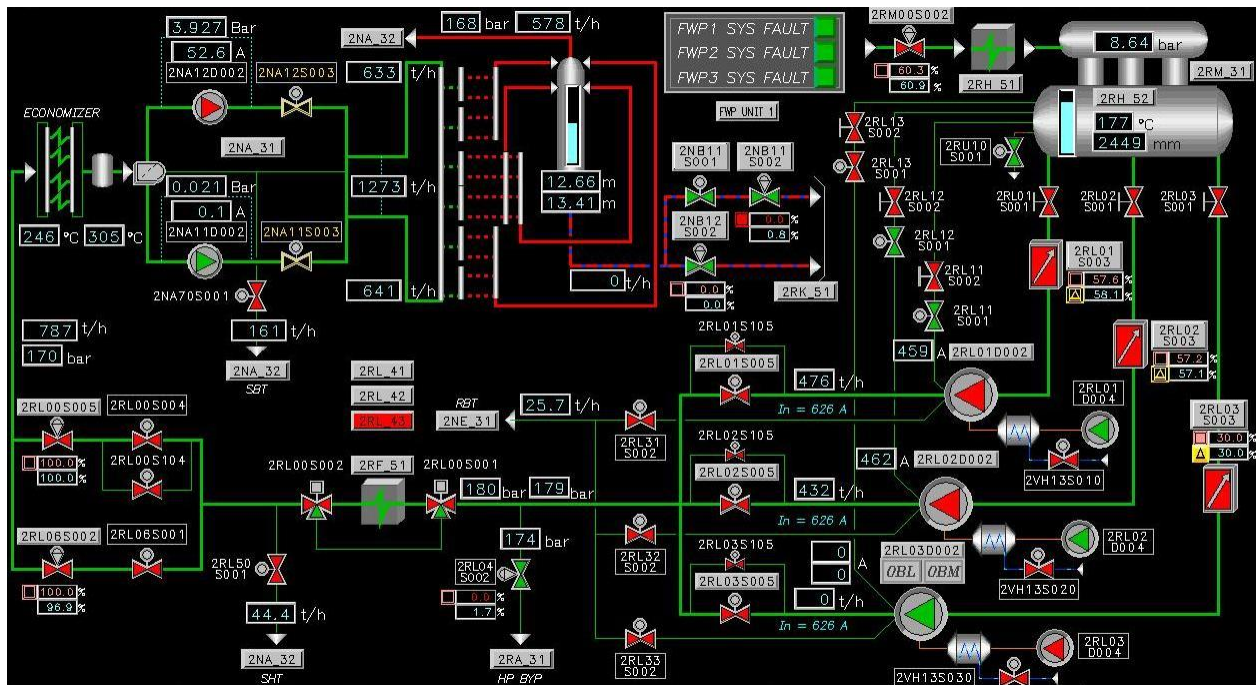 3.927 Bar
52.6 A
2NA12D002
2NA12S003
2NA_32
168 bar
578 t/h
633 t/h
FWP1 SYS FAULT
FWP2 SYS FAULT
FWP3 SYS FAULT
FWP UNIT 1
2RM00S002
60.3 %
60.9 %
2RH_51
8.64 bar
2RM_31
2RH_52
177 ºC
2449 mm
ECONOMIZER
246 ºC
305 ºC
2NA_31
0.021 Bar
0.1 A
2NA11D002
2NA11S003
1273 t/h
641 t/h
12.66 m
13.41 m
0 t/h
2NB11
S001
2NB11
S002
0.0 %
0.8 %
2NB12
S002
0.0 %
0.0 %
2RK_51
2RL13
S002
2RL13
S001
2RU10
S001
2RL12
S002
2RL12
S001
2RL11
S002
2RL11
S001
2RL01
S001
2RL02
S001
2RL03
S001
2RL01
S003
57.6 %
58.1 %
2RL02
S003
57.2 %
57.1 %
2RL03
S003
30.0 %
30.0 %
2NA70S001
161 t/h
2NA_32
SBT
787 t/h
170 bar
2RL_41
2RL_42
2RL_43
RBT
2NE_31
25.7 t/h
2RL00S005
2RL00S004
100.0 %
100.0 %
2RL00S104
2RL06S002
2RL06S001
100.0 %
96.9 %
2RL00S002
2RF_51
2RL00S001
180 bar
179 bar
2RL50
S001
44.4 t/h
2NA_32
SHT
174 bar
2RL04
S002
0.0 %
1.7 %
2RA_31
HP BYP
2RL31
S002
2RL32
S002
2RL33
S002
2RL01S105
2RL01S005
476 t/h
In = 626 A
459 A
2RL01D002
2RL01
D004
2VH13S010
2RL02S105
2RL02S005
432 t/h
In = 626 A
462 A
2RL02D002
2RL02
D004
2VH13S020
2RL03S105
2RL03S005
0 t/h
In = 626 A
0 A
0
2RL03D002
OBL OBM
2RL03
D004
2VH13S030